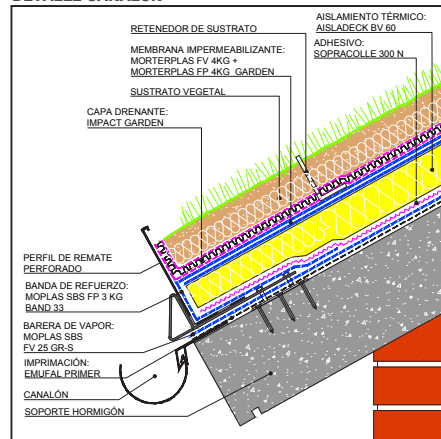 RETENEDOR DE SUSTRATO
MEMBRANA IMPERMEABILIZANTE:
MORTERPLAS FV 4KG +
MORTERPLAS FP 4KG GARDEN
SUSTRATO VEGETAL
CAPA DRENANTE:
IMPACT GARDEN
AISLAMIENTO TÉRMICO:
AISLADECK BV 60
ADHESIVO:
SOPRACOLLE 300 N
PERFIL DE REMATE
PERFORADO
BANDA DE REFUERZO:
MOPLAS SBS FP 3 KG
BAND 33
BARERA DE VAPOR:
MOPLAS SBS
FV 25 GR-S
IMPRIMACIÓN:
EMUFAL PRIMER
CANALÓN
SOPORTE HORMIGÓN